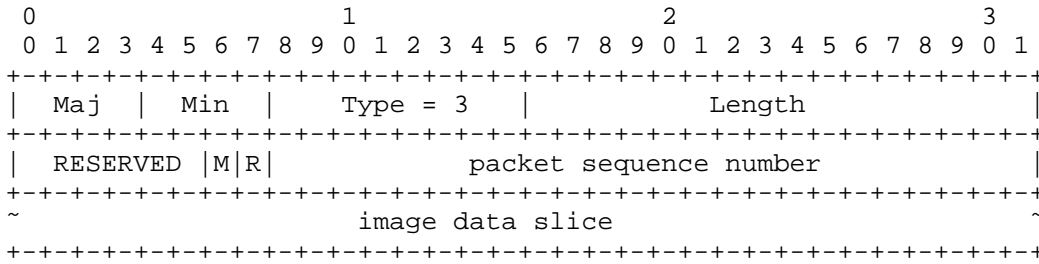 0                   1                   2                   3
 0 1 2 3 4 5 6 7 8 9 0 1 2 3 4 5 6 7 8 9 0 1 2 3 4 5 6 7 8 9 0 1
+-+-+-+-+-+-+-+-+-+-+-+-+-+-+-+-+-+-+-+-+-+-+-+-+-+-+-+-+-+-+-+-+
|  Maj  |  Min  |    Type = 3   |           Length              |
+-+-+-+-+-+-+-+-+-+-+-+-+-+-+-+-+-+-+-+-+-+-+-+-+-+-+-+-+-+-+-+-+
|  RESERVED |M|R|            packet sequence number             |
+-+-+-+-+-+-+-+-+-+-+-+-+-+-+-+-+-+-+-+-+-+-+-+-+-+-+-+-+-+-+-+-+
~                     image data slice                          ~
+-+-+-+-+-+-+-+-+-+-+-+-+-+-+-+-+-+-+-+-+-+-+-+-+-+-+-+-+-+-+-+-+